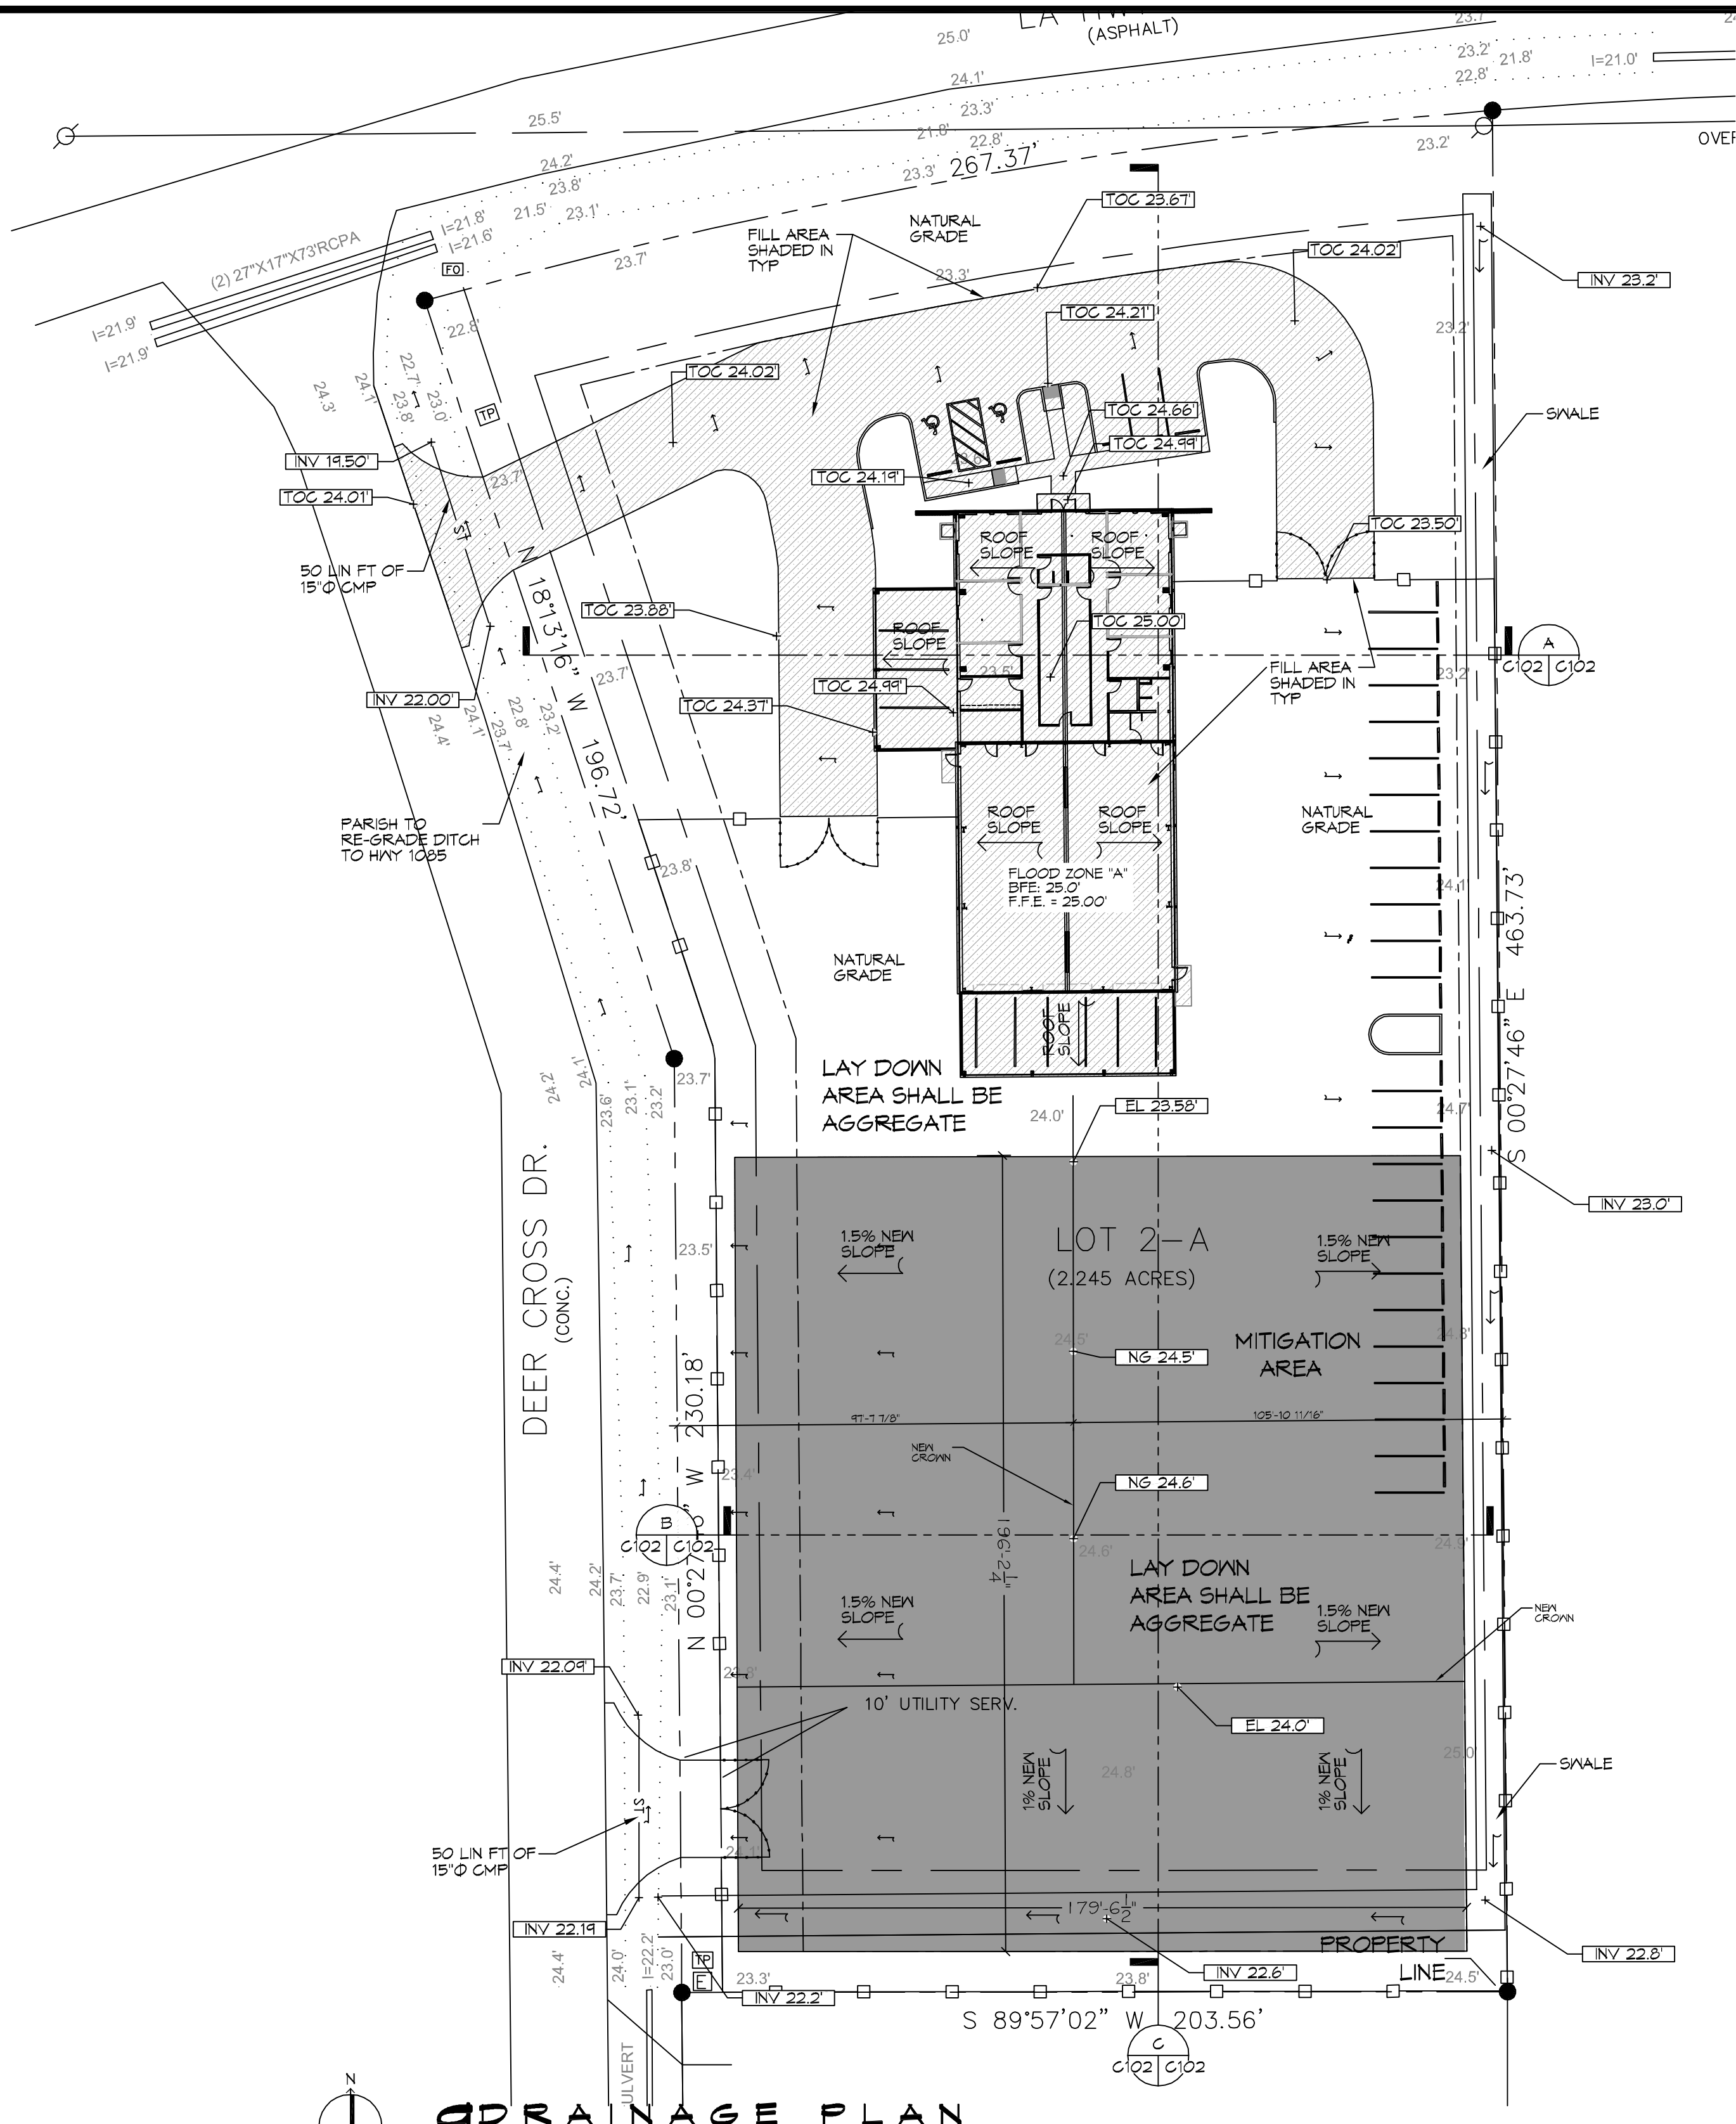 (ASPHALT)
25.0'
23.7'
23.2'
21.8'
I=21.0'
22.8'
24.1'
23.3'
25.5'
21.8'
22.8'
23.2'
24.2'
23.3'
267.37'
23.8'
TOC 23.67'
21.5'
23.1'
I=21.8'
I=21.6'
NATURAL
GRADE
FILL AREA
SHADED IN
TYP
(2) 27"X17"X73'RCPA
FO
23.7'
23.3'
TOC 24.02'
INV 23.2'
I=21.9'
I=21.9'
22.8'
TOC 24.21'
23.2'
24.3'
24.1'
22.7'
23.8'
23.0'
TP
TOC 24.02'
TOC 24.66'
TOC 24.99'
SWALE
INV 19.50'
TOC 24.01'
23.7'
TOC 24.19'
TOC 23.50'
ST
50 LIN FT OF
15"Φ CMP
ROOF
SLOPE
ROOF
SLOPE
N 18°13'16" W 196.72'
TOC 23.88'
TOC 25.00'
ROOF
SLOPE
A
C102 C102
FILL AREA
SHADED IN
TYP
23.5'
23.2'
23.7'
TOC 24.99'
TOC 24.37'
INV 22.00'
24.4'
24.1'
23.7'
22.8'
23.2'
PARISH TO
RE-GRADE DITCH
TO HWY 1085
ROOF
SLOPE
ROOF
SLOPE
NATURAL
GRADE
23.8'
FLOOD ZONE "A"
BFE: 25.0'
F.F.E. = 25.00'
24.1'
S 00°27'46" E 463.73'
NATURAL
GRADE
ROOF
SLOPE
LAY DOWN
AREA SHALL BE
AGGREGATE
24.2'
24.1'
23.6'
23.1'
23.2'
23.7'
24.0'
EL 23.58'
24.7'
DEER CROSS DR.
(CONC.)
INV 23.0'
1.5% NEW
SLOPE
LOT 2-A
(2.245 ACRES)
1.5% NEW
SLOPE
23.5'
24.5'
NG 24.5'
MITIGATION
AREA
24.8'
97'-7 7/8"
105'-10 11/16"
NEW
CROWN
23.4'
NG 24.6'
196'-2¼"
B
C102 C102
24.6'
24.9'
LAY DOWN
AREA SHALL BE
AGGREGATE
24.4'
24.2'
23.7'
22.9'
23.1'
1.5% NEW
SLOPE
1.5% NEW
SLOPE
NEW
CROWN
INV 22.09'
23.8'
10' UTILITY SERV.
EL 24.0'
1% NEW
SLOPE
24.8'
1% NEW
SLOPE
25.0'
SWALE
ST
50 LIN FT OF
15"Φ CMP
24.1'
179'-6½"
INV 22.19
INV 22.8'
PROPERTY
LINE
24.4'
24.0'
I=22.2'
23.0'
TP
E
23.3'
23.8'
INV 22.6'
24.5'
INV 22.2'
S 89°57'02" W 203.56'
C
C102 C102
N
DRAINAGE PLAN